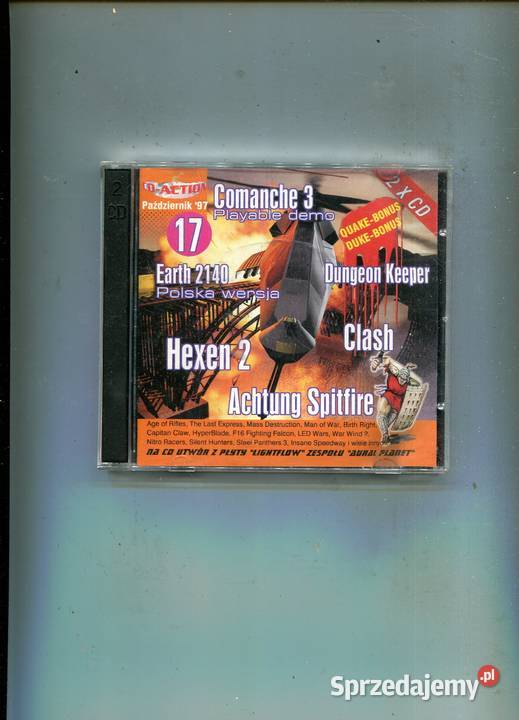 2
CD
CD-ACTION
Październik '97
17
Comanche 3
Playable demo
2 x CD
QUAKE-BONUS
DUKE-BONUS
Earth 2140
Polska wersja
Dungeon Keeper
Hexen 2
Clash
Achtung Spitfire
Age of Rifles, The Last Express, Mass Destruction, Man of War, Birth Right,
Capitan Claw, HyperBlade, F16 Fighting Falcon, LED Wars, War Wind ?,
Nitro Racers, Silent Hunters, Steel Panthers 3, Insane Speedway i wiele
NA CD UTWÓR Z PŁYTY "LIGHTFLOW" ZESPOŁU "AURAL PLANET"
Sprzedajemy.pl